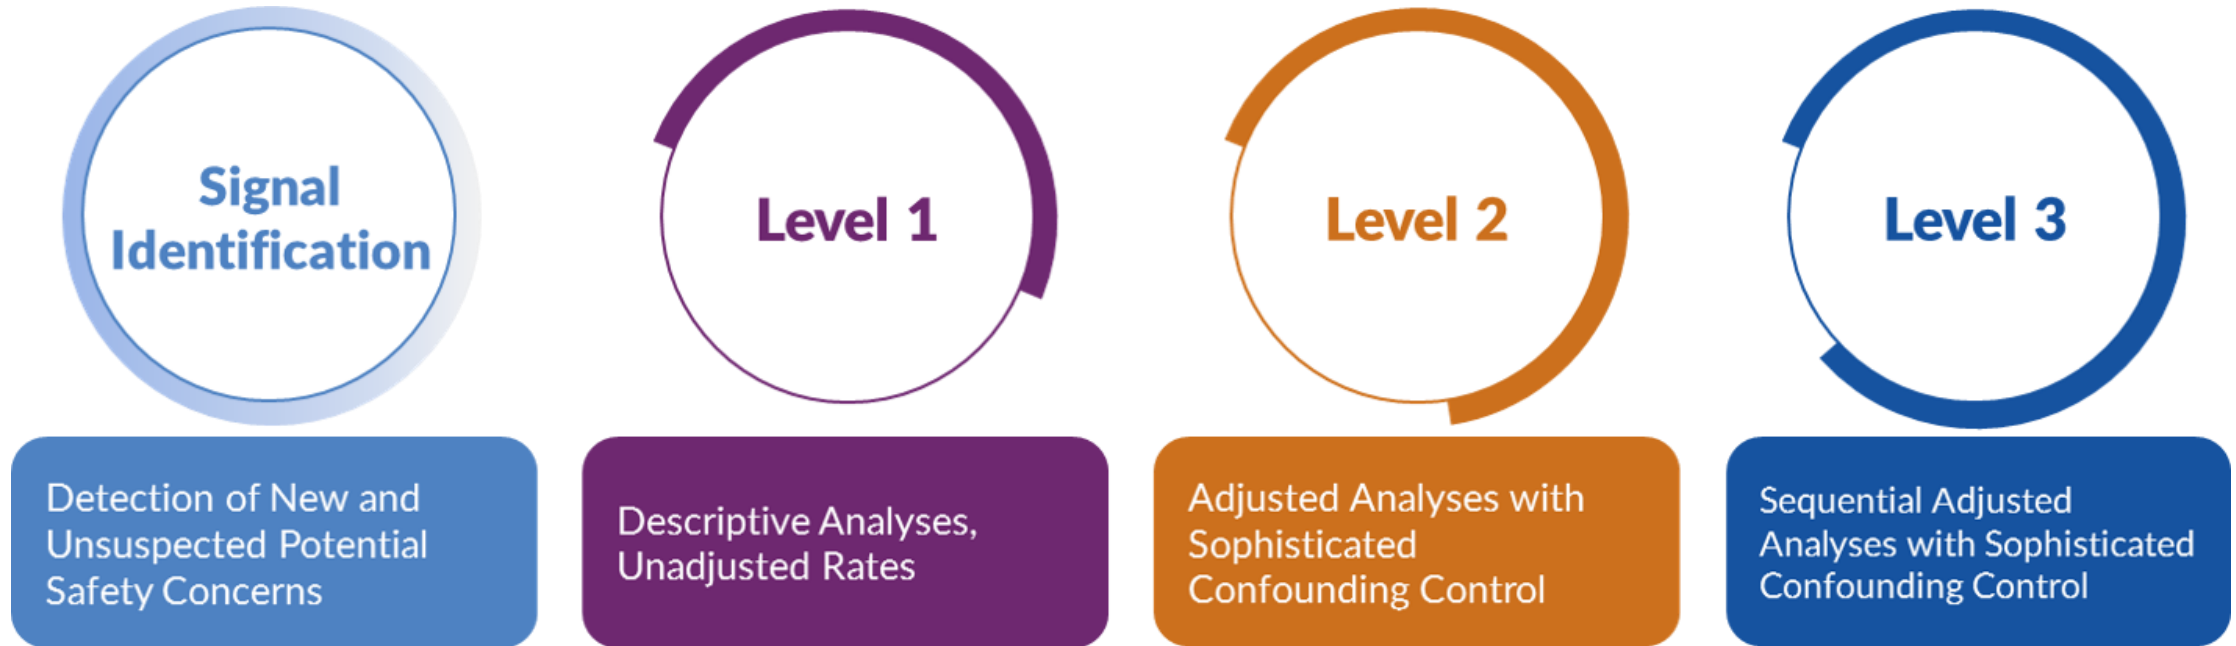 Signal
Identification
Level 1
Level 2
Level 3
Detection of New and
Unsuspected Potential
Safety Concerns
Descriptive Analyses,
Unadjusted Rates
Adjusted Analyses with
Sophisticated
Confounding Control
Sequential Adjusted
Analyses with Sophisticated
Confounding Control